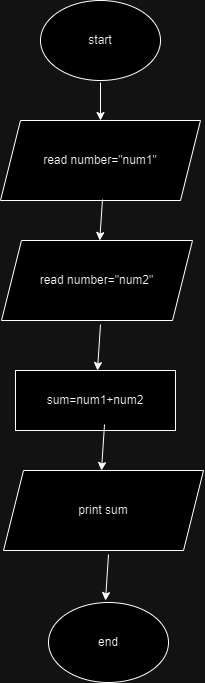 start
read number="num1"
read number="num2"
sum=num1+num2
print sum
end